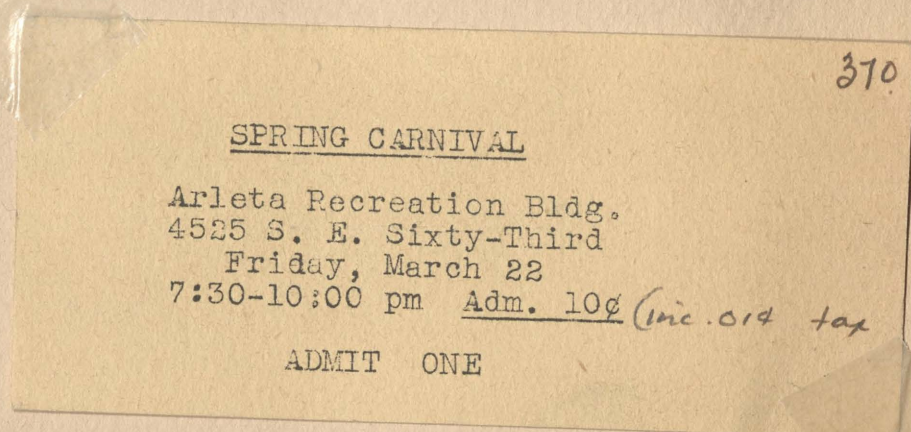 370
SPRING CARNIVAL
Arleta Recreation Bldg.
4525 S. E. Sixty-Third
Friday, March 22
7:30-10:00 pm Adm. 10¢ (inc. .01¢ tax
ADMIT ONE